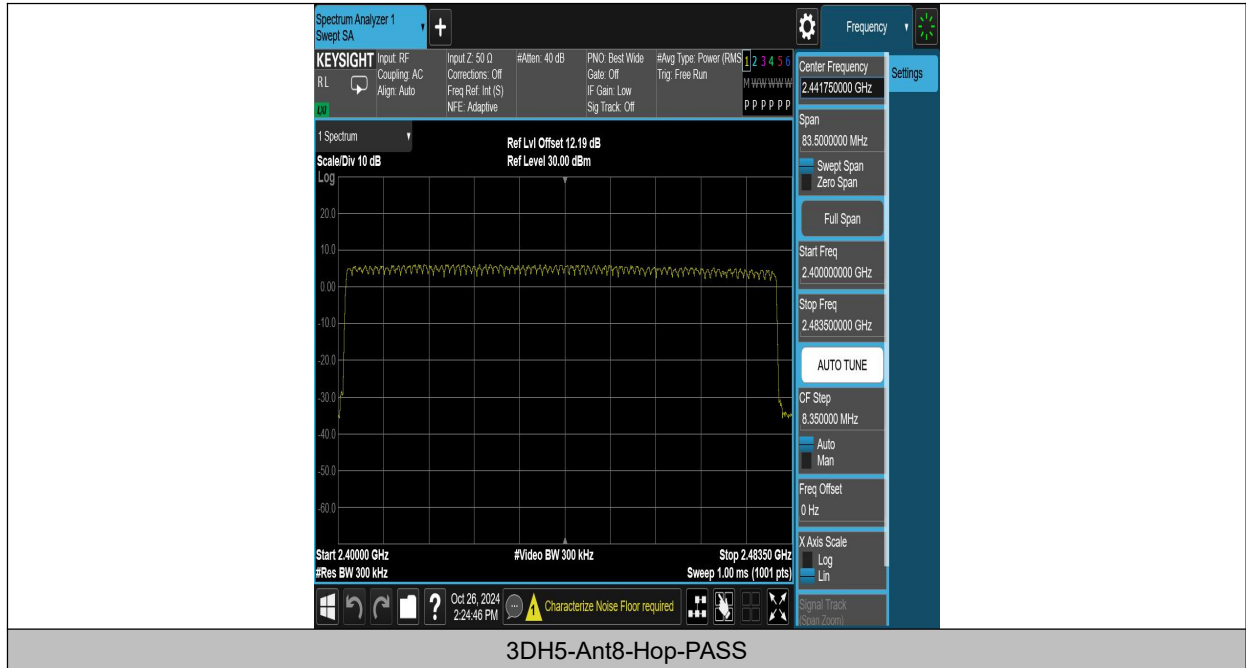 Spectrum Analyzer 1
Swept SA
+
Frequency
KEYSIGHT
RL
Input: RF
Coupling: AC
Align: Auto
Input Z: 50 Ω
Corrections: Off
Freq Ref: Int (S)
NFE: Adaptive
#Atten: 40 dB
PNO: Best Wide
Gate: Off
IF Gain: Low
Sig Track: Off
#Avg Type: Power (RMS
Trig: Free Run
1 2 3 4 5 6
M W W W W W
P P P P P P
1 Spectrum
Scale/Div 10 dB
Ref Lvl Offset 12.19 dB
Ref Level 30.00 dBm
Log
20.0
10.0
0.00
-10.0
-20.0
-30.0
-40.0
-50.0
-60.0
Start 2.40000 GHz
#Video BW 300 kHz
Stop 2.48350 GHz
#Res BW 300 kHz
Sweep 1.00 ms (1001 pts)
Center Frequency
2.441750000 GHz
Settings
Span
83.5000000 MHz
Swept Span
Zero Span
Full Span
Start Freq
2.400000000 GHz
Stop Freq
2.483500000 GHz
AUTO TUNE
CF Step
8.350000 MHz
Auto
Man
Freq Offset
0 Hz
X Axis Scale
Log
Lin
Signal Track
(Span Zoom)
?
Oct 26, 2024
2:24:46 PM
Characterize Noise Floor required
3DH5-Ant8-Hop-PASS